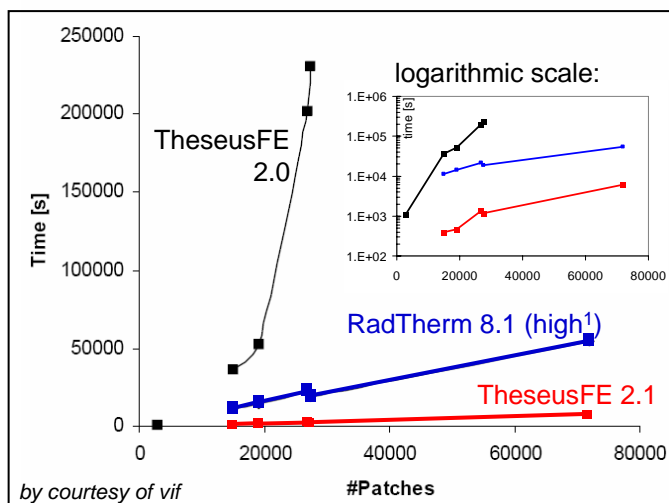 250000
200000
150000
100000
50000
0
Time [s]
TheseusFE
2.0
logarithmic scale:
1.E+06
1.E+05
1.E+04
1.E+03
1.E+02
time [s]
0
20000
40000
60000
80000
RadTherm 8.1 (high¹)
TheseusFE 2.1
0
20000
40000
60000
80000
#Patches
by courtesy of vif